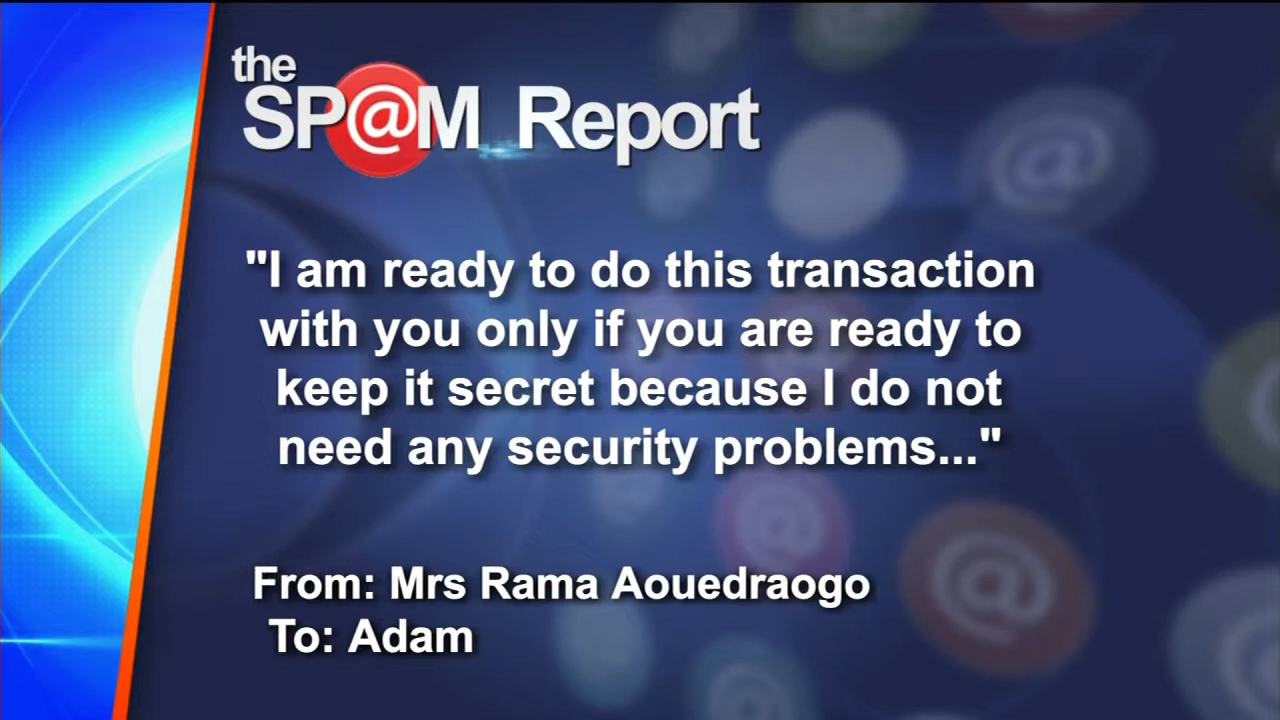 the
SP@M Report
"I am ready to do this transaction
with you only if you are ready to
keep it secret because I do not
need any security problems..."
From: Mrs Rama Aouedraogo
To: Adam